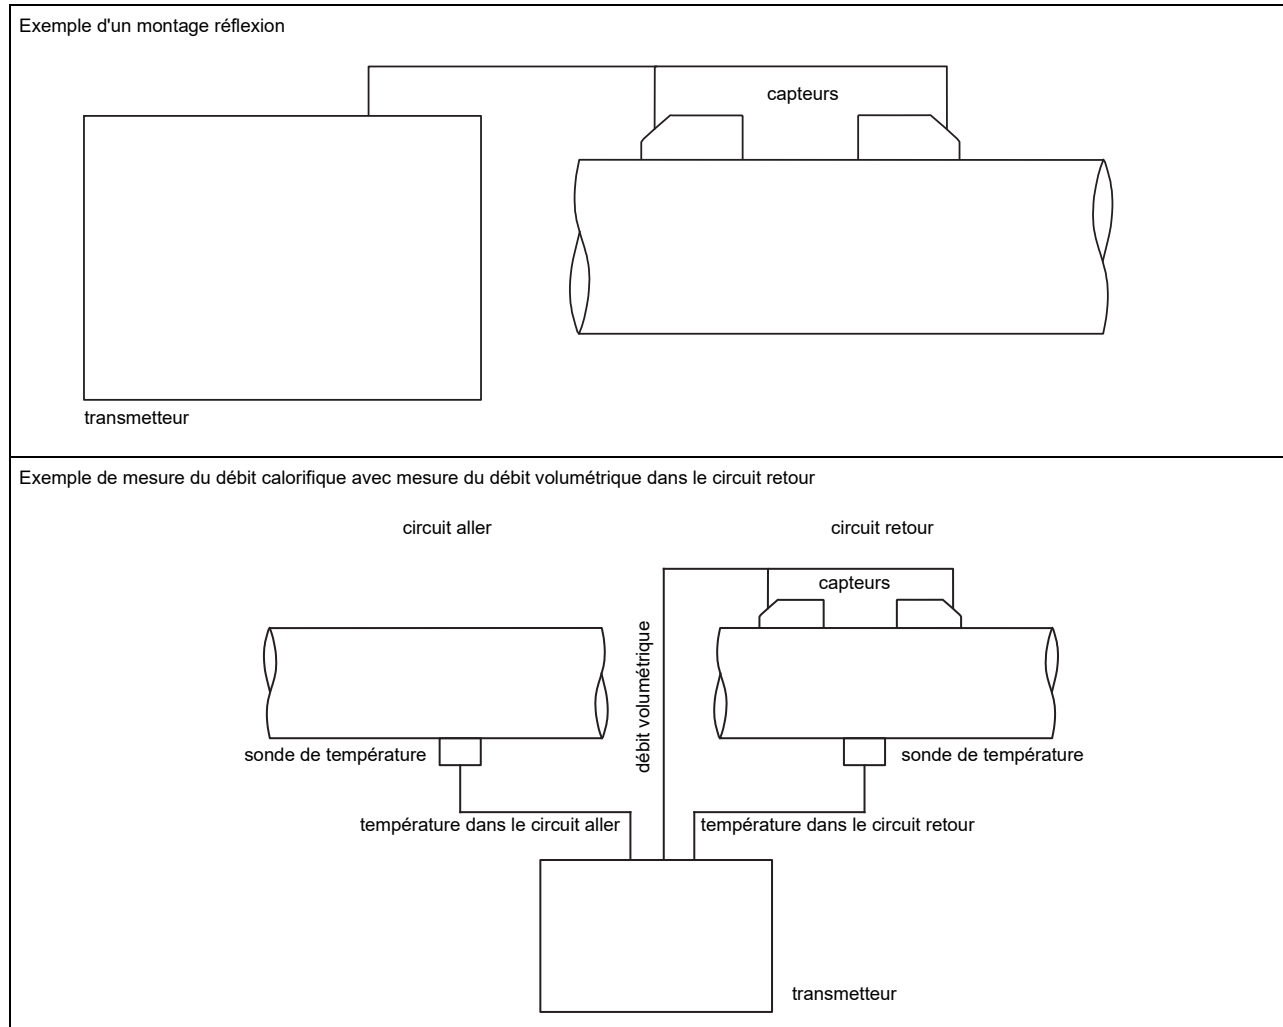 Exemple d'un montage réflexion
capteurs
transmetteur
Exemple de mesure du débit calorifique avec mesure du débit volumétrique dans le circuit retour
circuit aller
circuit retour
capteurs
débit volumétrique
sonde de température
sonde de température
température dans le circuit aller
température dans le circuit retour
transmetteur